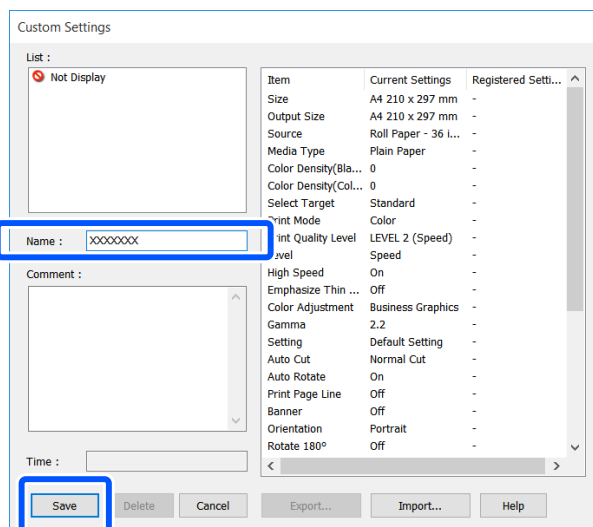 Custom Settings
List :
Not Display
Name : XXXXXXX
Comment :
Time :
Item Current Settings Registered Setti...
Size A4 210 x 297 mm -
Output Size A4 210 x 297 mm -
Source Roll Paper - 36 i... -
Media Type Plain Paper -
Color Density(Bla... 0 -
Color Density(Col... 0 -
Select Target Standard -
Print Mode Color -
Print Quality Level LEVEL 2 (Speed) -
Level Speed -
High Speed On -
Emphasize Thin ... Off -
Color Adjustment Business Graphics -
Gamma 2.2 -
Setting Default Setting -
Auto Cut Normal Cut -
Auto Rotate On -
Print Page Line Off -
Banner Off -
Orientation Portrait -
Rotate 180° Off -
Save Delete Cancel Export... Import... Help